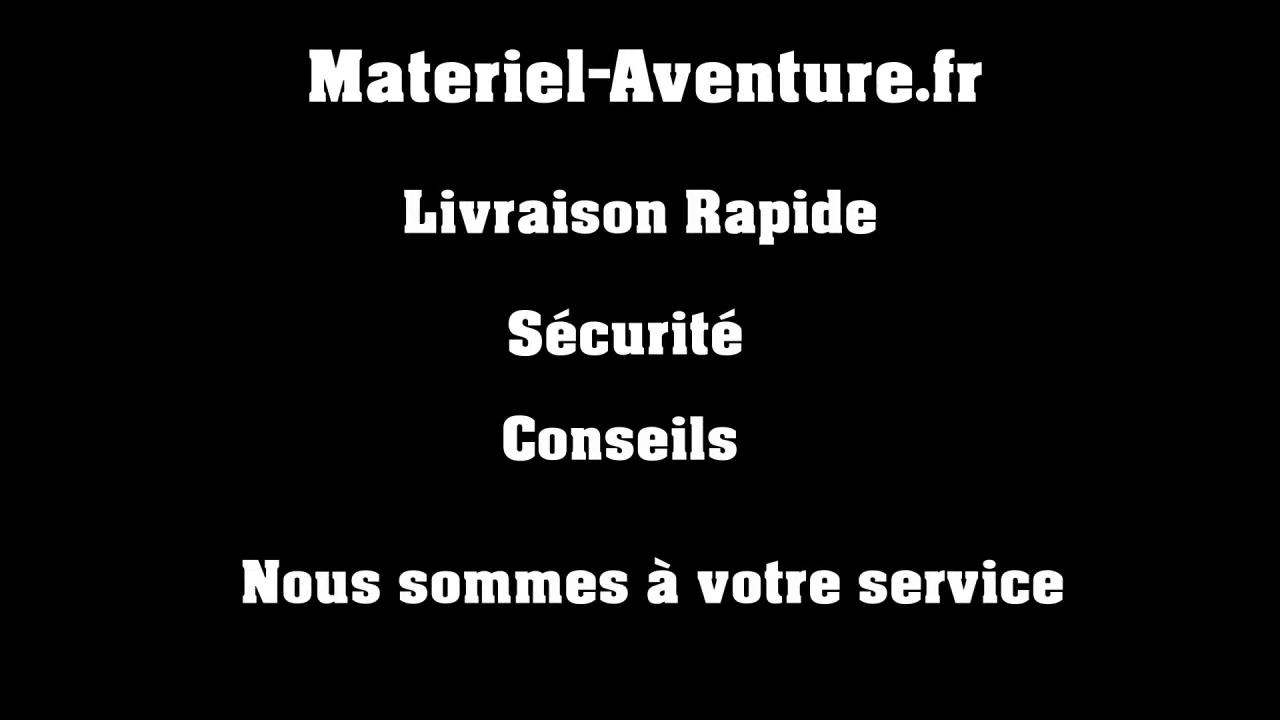 Materiel-Aventure.fr
Livraison Rapide
Sécurité
Conseils
Nous sommes à votre service